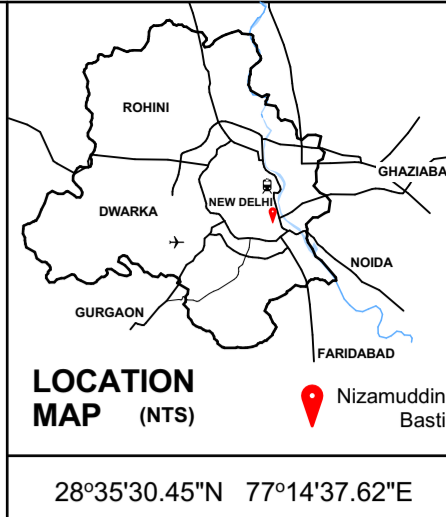 ROHINI
GHAZIABA
DWARKA
NEW DELHI
NOIDA
GURGAON
FARIDABAD
LOCATION
MAP (NTS)
Nizamuddin
Basti
28°35'30.45"N 77°14'37.62"E